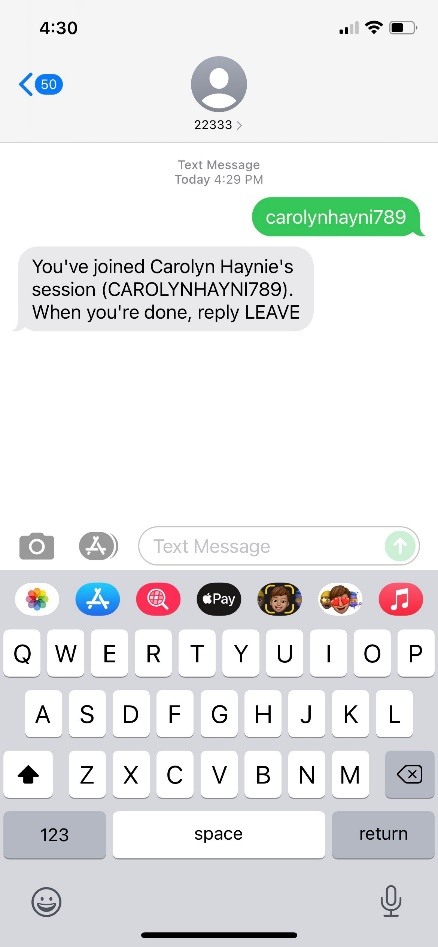 4:30
50
22333
Text Message
Today 4:29 PM
carolynhayni789
You've joined Carolyn Haynie's
session (CAROLYNHAYNI789).
When you're done, reply LEAVE
Text Message
Pay
Q W E R T Y U I O P
A S D F G H J K L
Z X C V B N M
123 space return